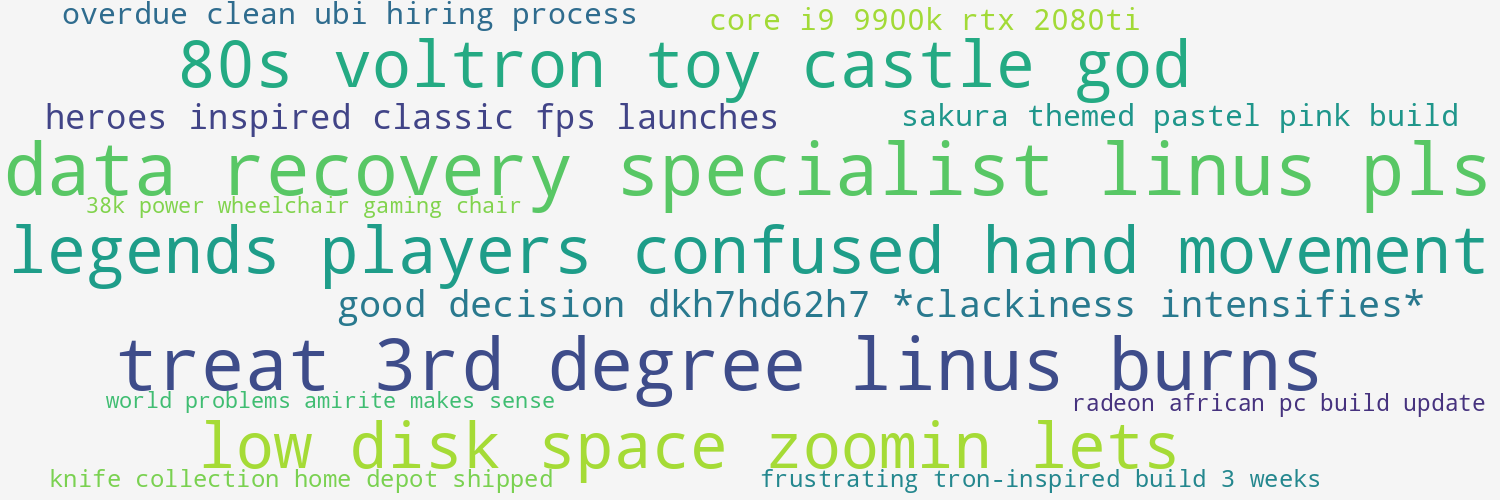 overdue clean ubi hiring process
core i9 9900k rtx 2080ti
80s voltron toy castle god
heroes inspired classic fps launches
sakura themed pastel pink build
data recovery specialist linus pls
38k power wheelchair gaming chair
legends players confused hand movement
good decision dkh7hd62h7 *clackiness intensifies*
treat 3rd degree linus burns
world problems amirite makes sense
radeon african pc build update
low disk space zoomin lets
knife collection home depot shipped
frustrating tron-inspired build 3 weeks